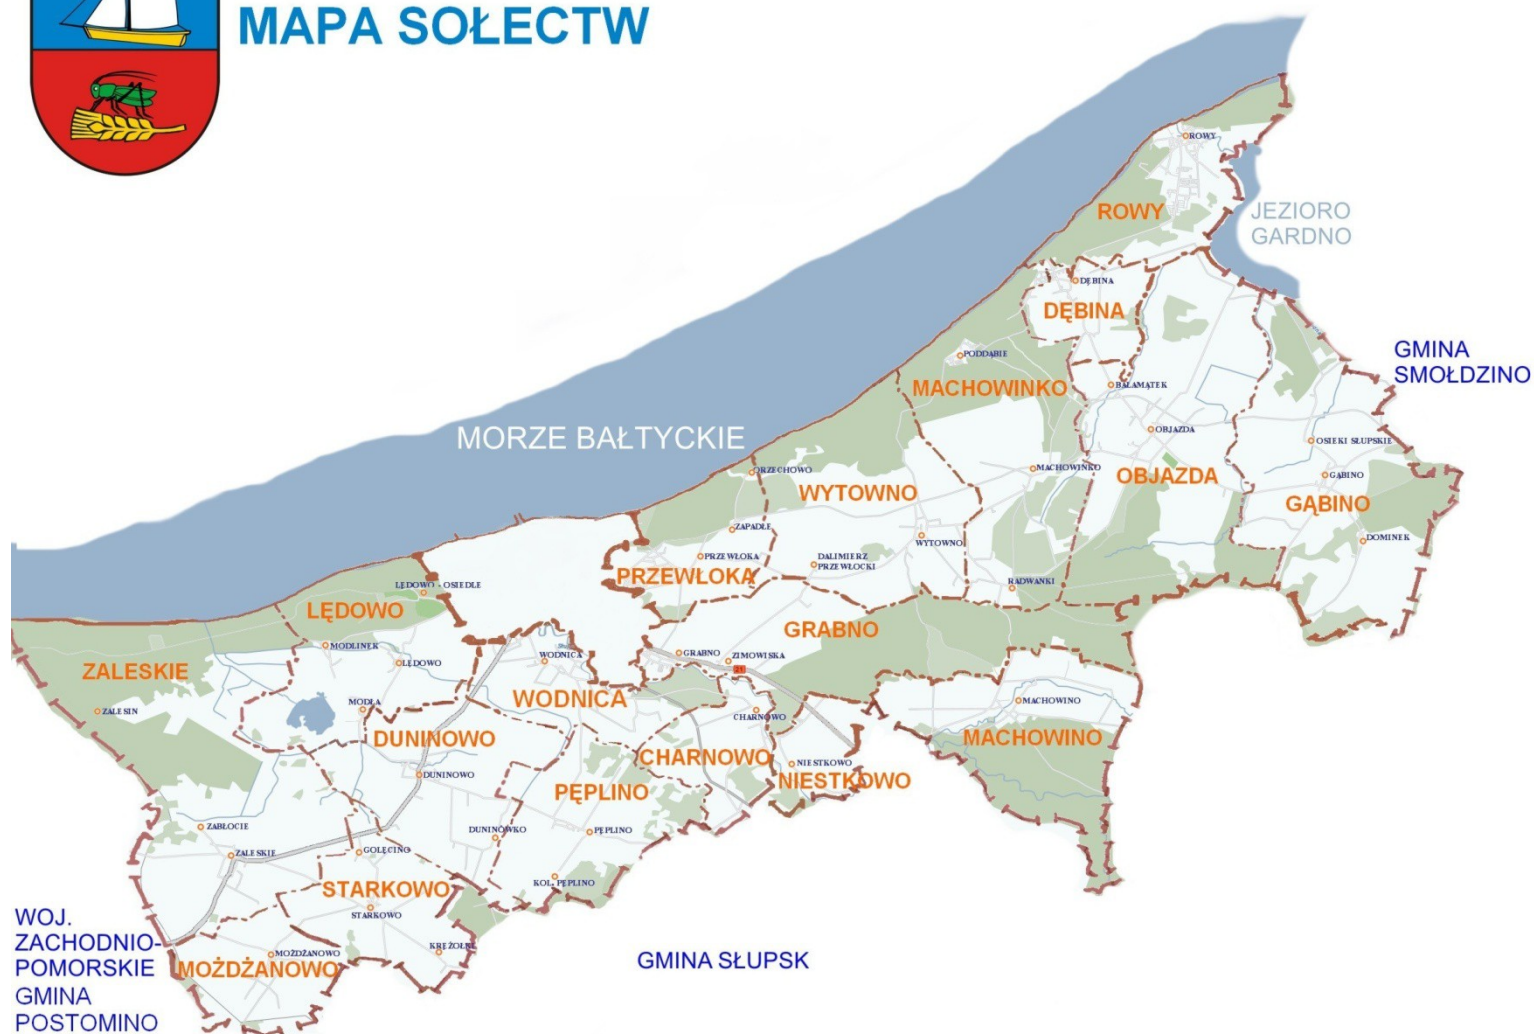 MAPA SOŁECTW
ROWY
ROWY
JEZIORO
GARDNO
DĘBINA
DĘBINA
GMINA
SMOŁDZINO
PODDĄBIE
MACHOWINKO
BAŁAMĄTEK
MORZE BAŁTYCKIE
OBJAZDA
OSIEKI SŁUPSKIE
ORZECHOWO
MACHOWINKO
OBJAZDA
GĄBINO
WYTOWNO
GĄBINO
ZAPADŁE
WYTOWNO
DOMINEK
PRZEWŁOKA
DALIMIERZ
PRZEWŁOCKI
PRZEWŁOKA
RADWANKI
LĘDOWO - OSIEDLE
LĘDOWO
GRABNO
MODLINEK
GRABNO
ZIMOWISKA
WODNICA
LĘDOWO
21
ZALESKIE
WODNICA
MODŁA
ZALESIN
CHARNOWO
MACHOWINO
DUNINOWO
MACHOWINO
CHARNOWO
NIESTKOWO
DUNINOWO
NIESTKOWO
PĘPLINO
ZABŁOCIE
DUNINÓWKO
PĘPLINO
ZALESKIE
GOLĘCINO
STARKOWO
KOL. PĘPLINO
STARKOWO
WOJ.
ZACHODNIO-
POMORSKIE
GMINA
POSTOMINO
MOŻDŻANOWO
MOŻDŻANOWO
GMINA SŁUPSK